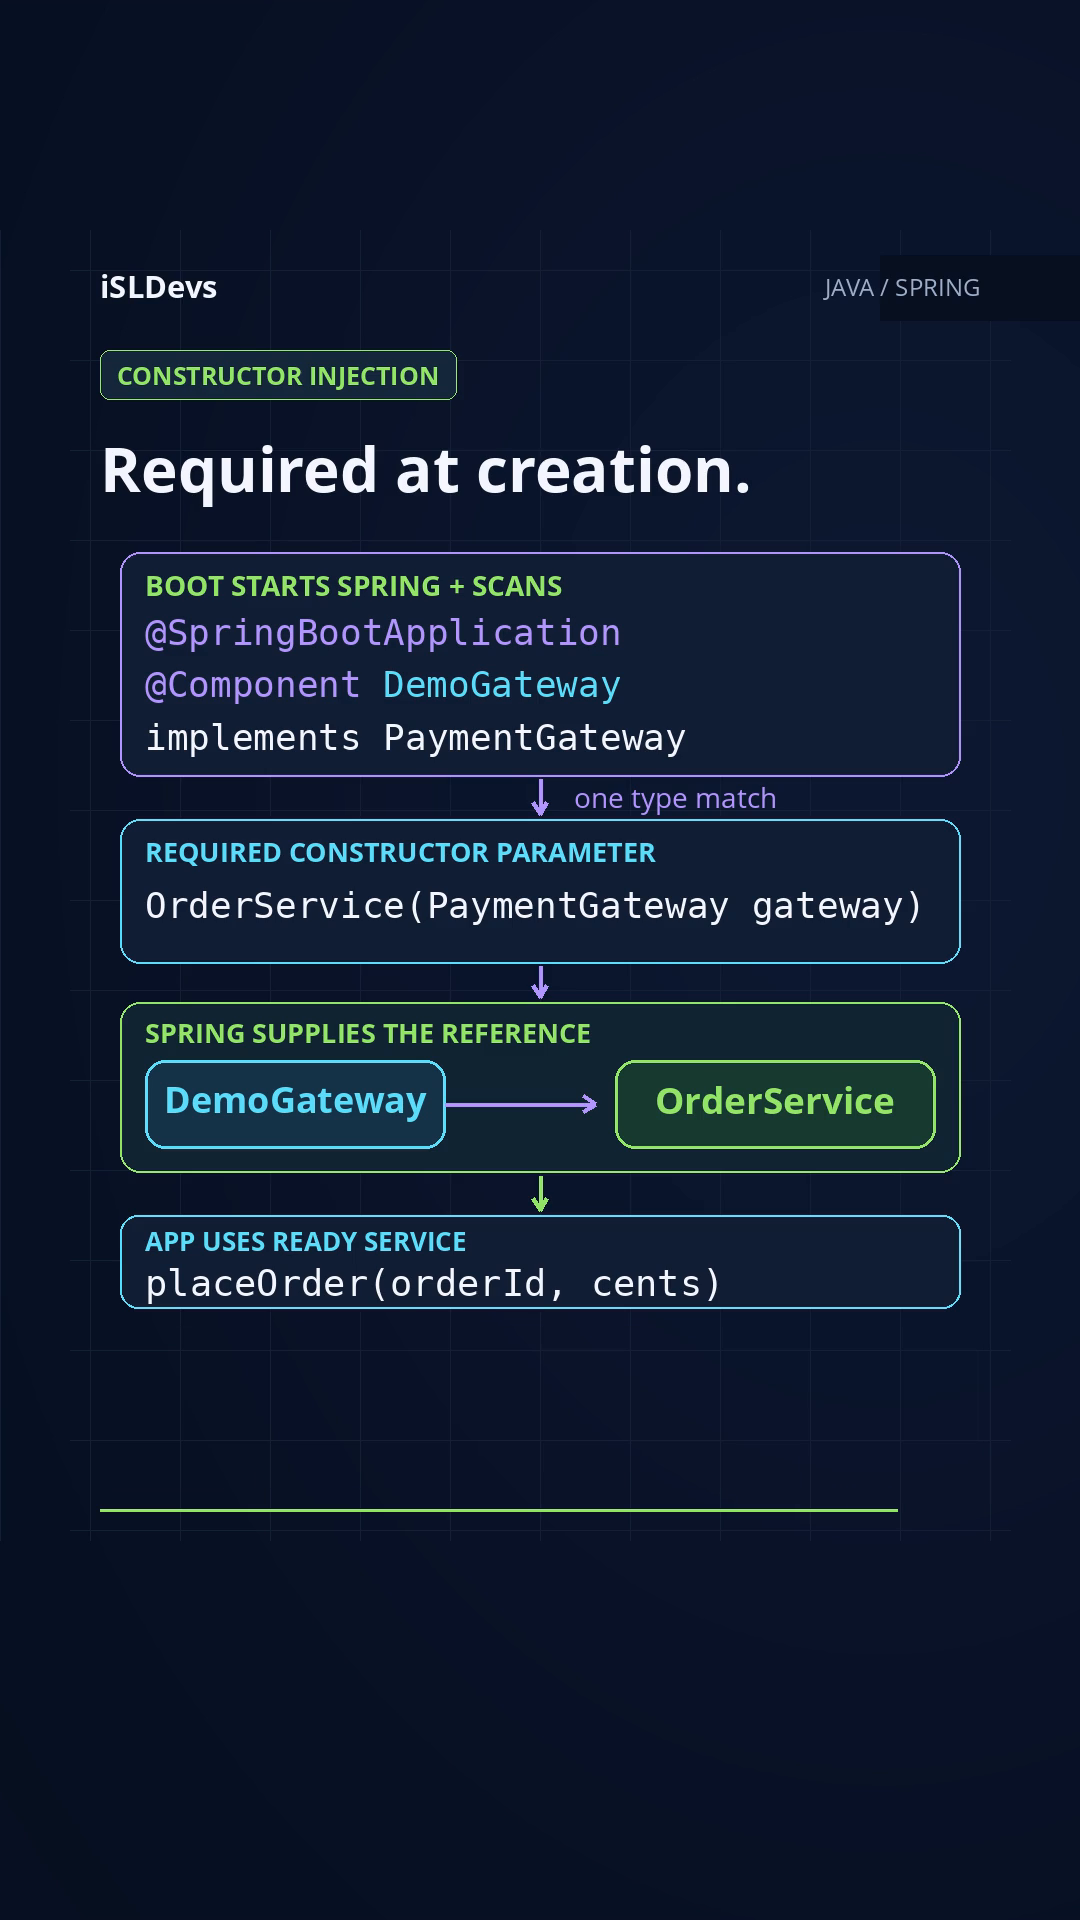 iSLDevs
JAVA / SPRING
CONSTRUCTOR INJECTION
Required at creation.
BOOT STARTS SPRING + SCANS
@SpringBootApplication
@Component DemoGateway
implements PaymentGateway
one type match
REQUIRED CONSTRUCTOR PARAMETER
OrderService(PaymentGateway gateway)
SPRING SUPPLIES THE REFERENCE
DemoGateway
OrderService
APP USES READY SERVICE
placeOrder(orderId, cents)